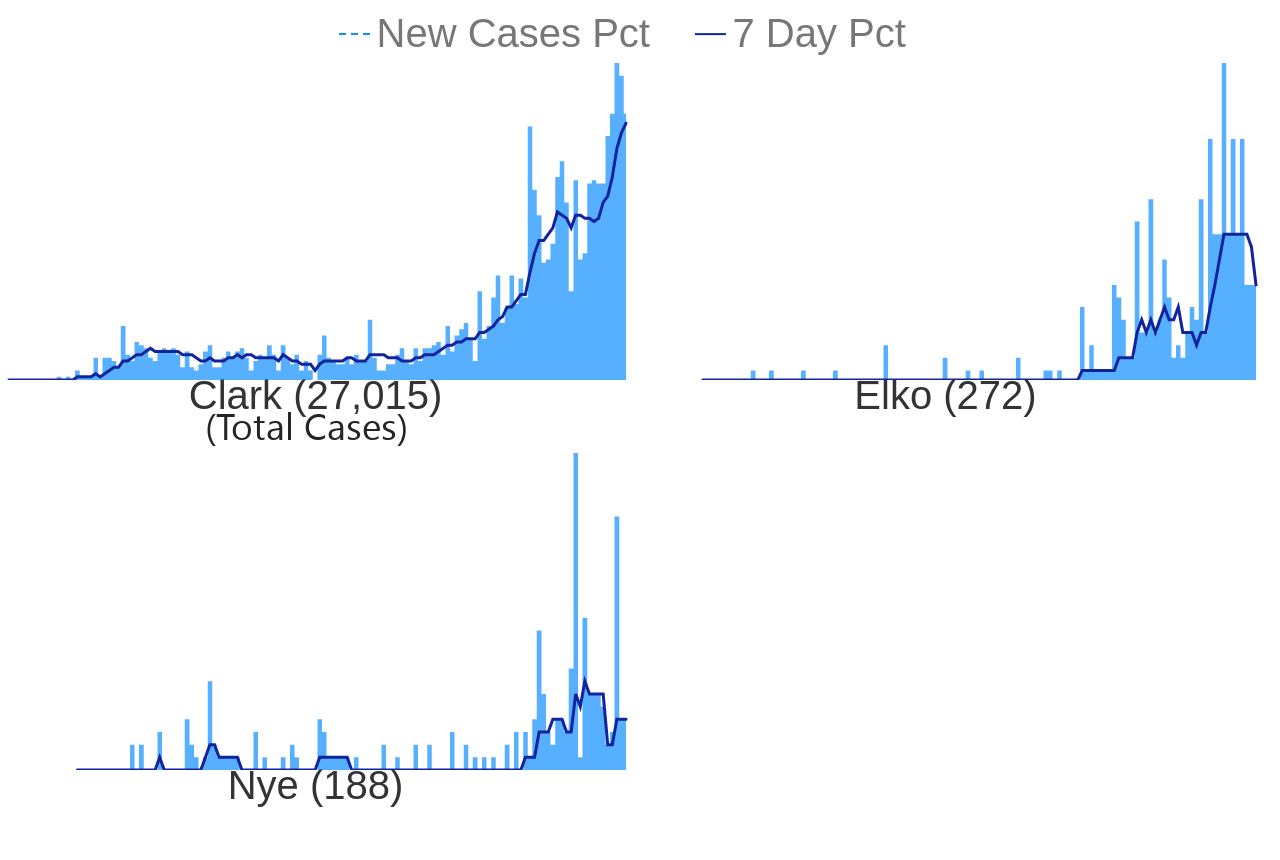 New Cases Pct 7 Day Pct
Clark (27,015)
(Total Cases)
Elko (272)
Nye (188)